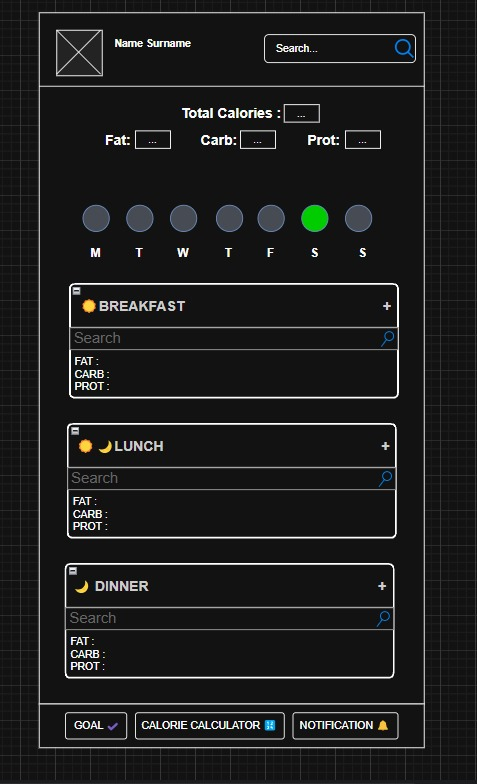 Name Surname
Search...
Total Calories : ...
Fat: ... Carb: ... Prot: ...
M T W T F S S
BREAKFAST +
Search
FAT :
CARB :
PROT :
LUNCH +
Search
FAT :
CARB :
PROT :
DINNER +
Search
FAT :
CARB :
PROT :
GOAL CALORIE CALCULATOR NOTIFICATION